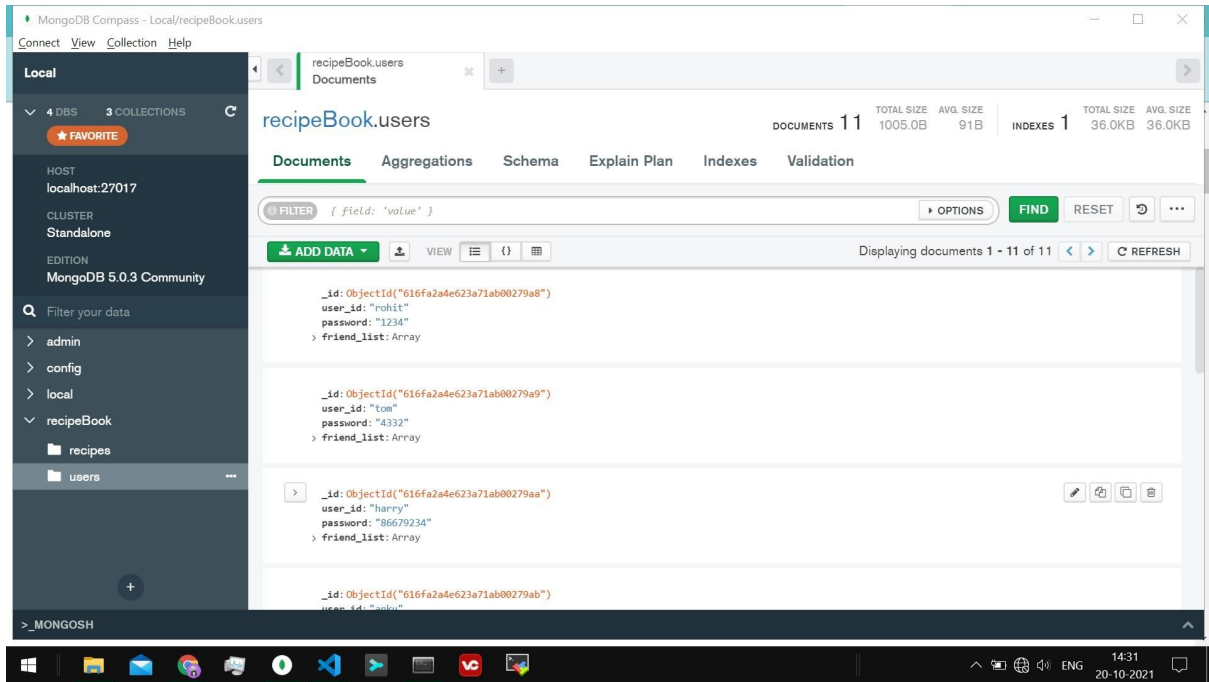 MongoDB Compass - Local/recipeBook.users
Connect View Collection Help
Local
4 DBS 3 COLLECTIONS
★ FAVORITE
HOST
localhost:27017
CLUSTER
Standalone
EDITION
MongoDB 5.0.3 Community
Filter your data
admin
config
local
recipeBook
recipes
users
recipeBook.users
Documents
recipeBook.users
DOCUMENTS 11 TOTAL SIZE 1005.0B AVG. SIZE 91B INDEXES 1 TOTAL SIZE 36.0KB AVG. SIZE 36.0KB
Documents Aggregations Schema Explain Plan Indexes Validation
FILTER { field: 'value' } OPTIONS FIND RESET
ADD DATA VIEW {} Displaying documents 1 - 11 of 11 REFRESH
_id: ObjectId("616fa2a4e623a71ab00279a8")
user_id: "rohit"
password: "1234"
> friend_list: Array
_id: ObjectId("616fa2a4e623a71ab00279a9")
user_id: "tom"
password: "4332"
> friend_list: Array
_id: ObjectId("616fa2a4e623a71ab00279aa")
user_id: "harry"
password: "86679234"
> friend_list: Array
_id: ObjectId("616fa2a4e623a71ab00279ab")
user_id: "anku"
>_MONGOSH
ENG
14:31
20-10-2021